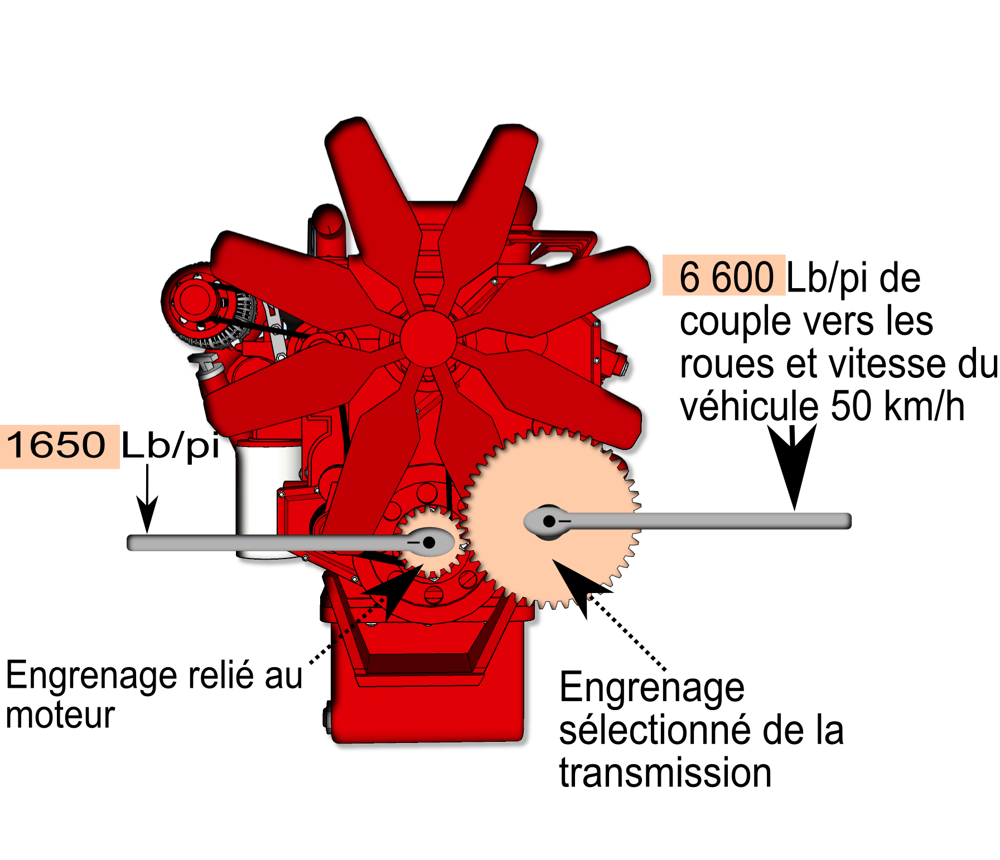 6 600 Lb/pi de
couple vers les
roues et vitesse du
véhicule 50 km/h
1650 Lb/pi
Engrenage relié au
moteur
Engrenage
sélectionné de la
transmission